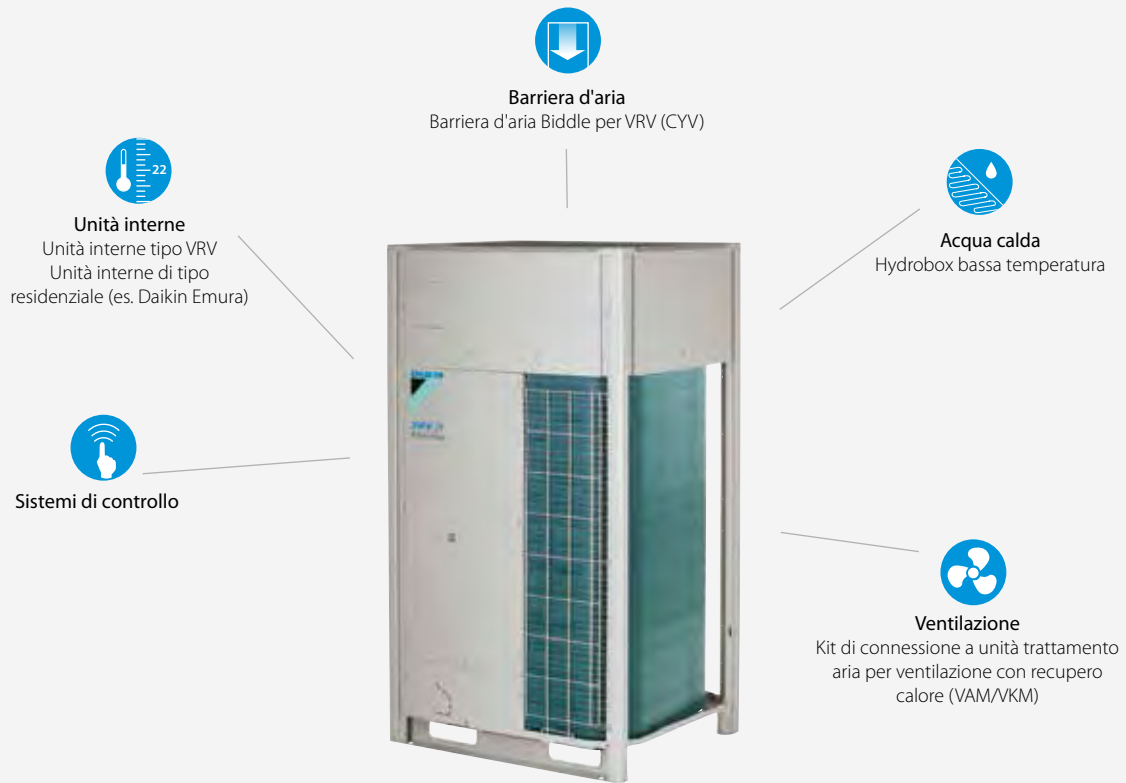 Barriera d'aria
Barriera d'aria Biddle per VRV (CYV)
22
Unità interne
Unità interne tipo VRV
Unità interne di tipo
residenziale (es. Daikin Emura)
Acqua calda
Hydrobox bassa temperatura
Sistemi di controllo
DAIKIN
Ventilazione
Kit di connessione a unità trattamento
aria per ventilazione con recupero
calore (VAM/VKM)